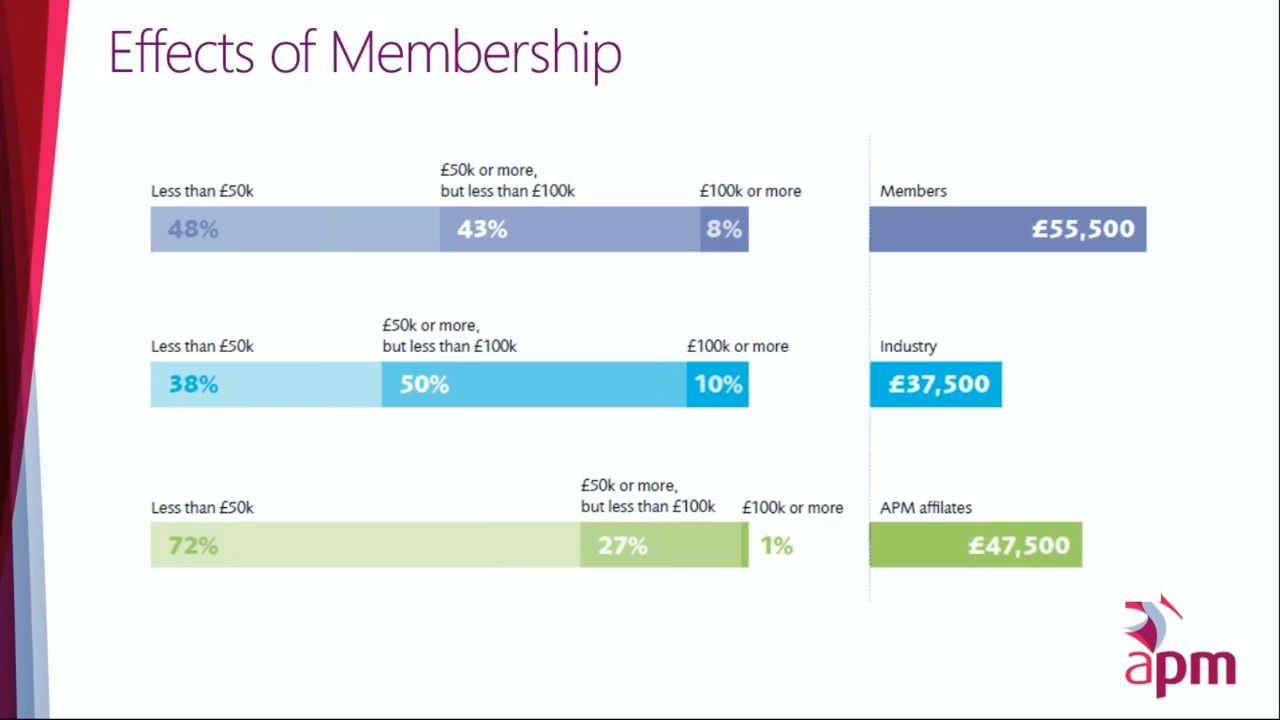 Effects of Membership
£50k or more,
Less than £50k
but less than £100k
£100k or more
Members
48%
43%
8%
£55,500
£50k or more,
Less than £50k
but less than £100k
£100k or more
Industry
38%
50%
10%
£37,500
£50k or more,
Less than £50k
but less than £100k
£100k or more
APM affilates
72%
27%
1%
£47,500
apm